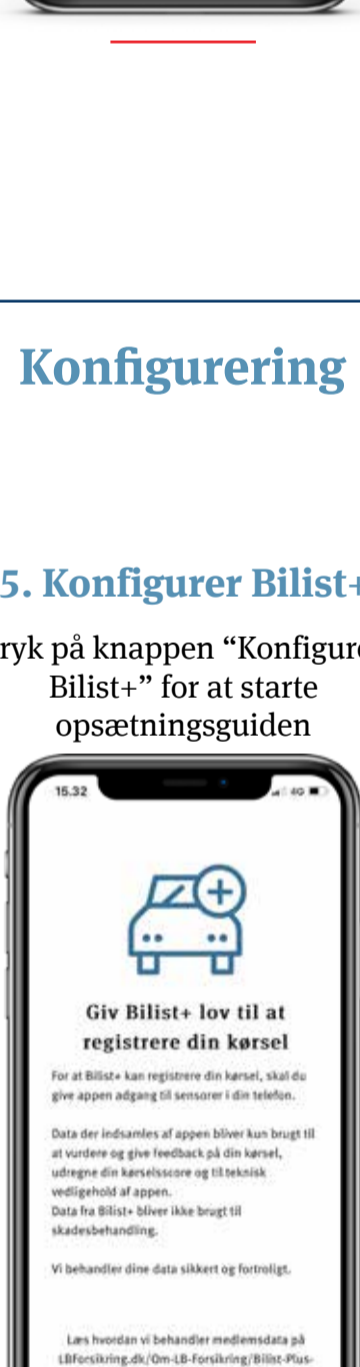 Konfigurering
5. Konfigurer Bilist+
ryk på knappen “Konfigure
Bilist+” for at starte
opsætningsguiden
15.32
4G
Giv Bilist+ lov til at
registrere din kørsel
For at Bilist+ kan registrere din kørsel, skal du
give appen adgang til sensorer i din telefon.
Data der indsamles af appen bliver kun brugt til
at vurdere og give feedback på din kørsel,
udregne din kørselsscore og til teknisk
vedligehold af appen.
Data fra Bilist+ bliver ikke brugt til
skadesbehandling.
Vi behandler dine data sikkert og fortroligt.
Læs hvordan vi behandler medlemsdata på
LBForsikring.dk/Om-LB-Forsikring/Bilist-Plus-